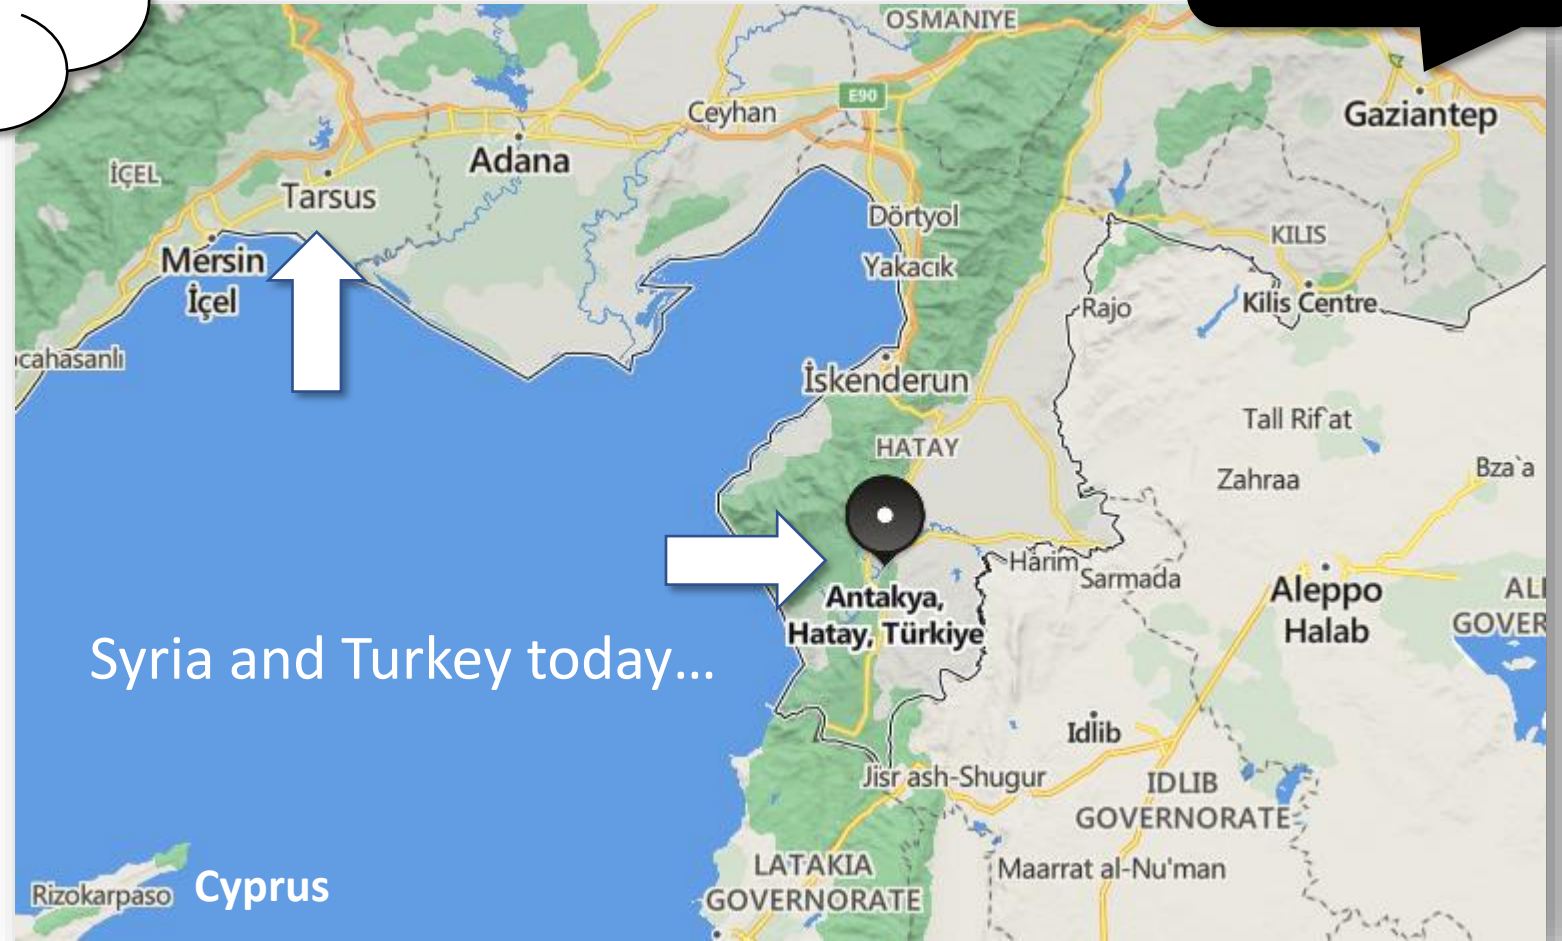 OSMANIYE
E90
Ceyhan
Gaziantep
Adana
İÇEL
Tarsus
Dörtyol
KILIS
Mersin
İçel
Yakacık
Rajo
Kilis Centre
cahasanlı
İskenderun
Tall Rif'at
HATAY
Bza`a
Zahraa
Harim
Sarmada
Antakya,
Hatay, Türkiye
Aleppo
Halab
AL
GOVER
Syria and Turkey today...
Idlib
Jisr ash-Shugur
IDLIB
GOVERNORATE
LATAKIA
GOVERNORATE
Maarrat al-Nu'man
Rizokarpaso
Cyprus